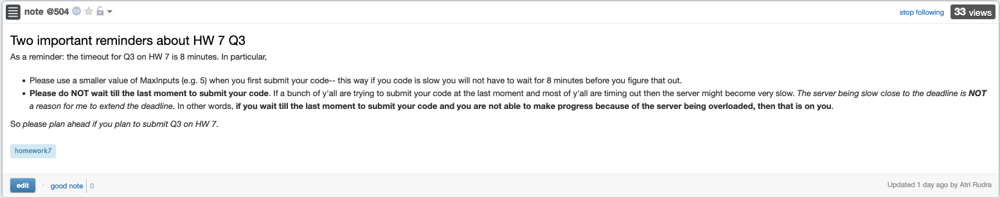 note @504
stop following
33 views
Two important reminders about HW 7 Q3
As a reminder: the timeout for Q3 on HW 7 is 8 minutes. In particular,
• Please use a smaller value of MaxInputs (e.g. 5) when you first submit your code-- this way if you code is slow you will not have to wait for 8 minutes before you figure that out.
• Please do NOT wait till the last moment to submit your code. If a bunch of y'all are trying to submit your code at the last moment and most of y'all are timing out then the server might become very slow. The server being slow close to the deadline is NOT
a reason for me to extend the deadline. In other words, if you wait till the last moment to submit your code and you are not able to make progress because of the server being overloaded, then that is on you.
So please plan ahead if you plan to submit Q3 on HW 7.
homework7
edit · good note 0
Updated 1 day ago by Atri Rudra